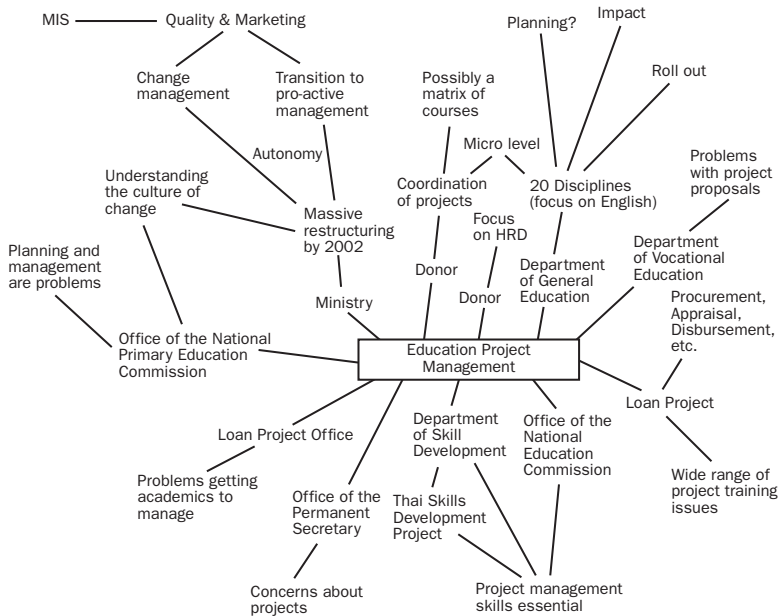 MIS
Quality & Marketing
Planning?
Impact
Change
management
Transition to
pro-active
management
Possibly a
matrix of
courses
Roll out
Autonomy
Micro level
Understanding
the culture of
change
Coordination
of projects
20 Disciplines
(focus on English)
Problems
with project
proposals
Massive
restructuring
by 2002
Focus
on HRD
Planning and
management
are problems
Donor
Department
of General
Education
Department
of Vocational
Education
Ministry
Donor
Procurement,
Appraisal,
Disbursement,
etc.
Office of the National
Primary Education
Commission
Education Project
Management
Loan Project
Loan Project Office
Department
of Skill
Development
Office of the
National
Education
Commission
Problems getting
academics to
manage
Office of the
Permanent
Secretary
Thai Skills
Development
Project
Wide range of
project training
issues
Concerns about
projects
Project management
skills essential